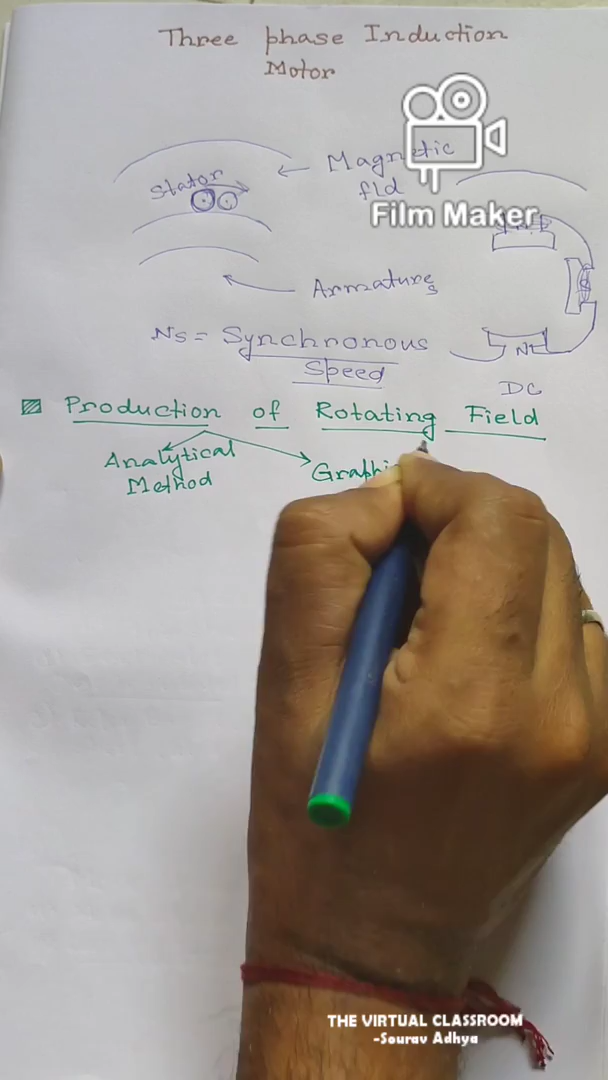 Three phase Induction
Motor
Magnetic
fld
Stator
Film Maker
Armature
Ns = Synchronous
Speed
N
DC
Production of Rotating Field
Analytical
Method
Graphi
THE VIRTUAL CLASSROOM
-Sourav Adhya